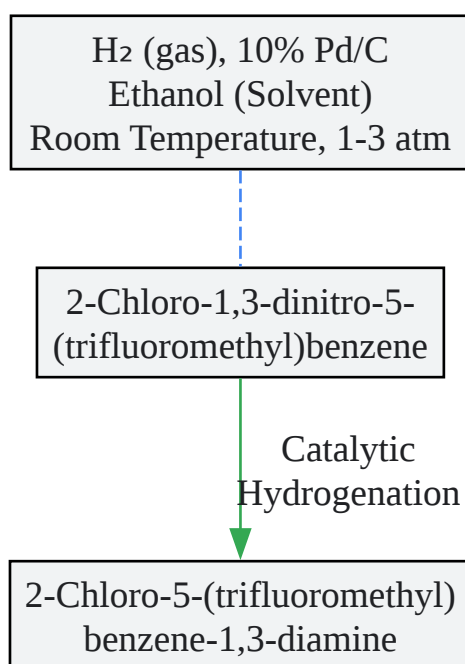 H₂ (gas), 10% Pd/C
Ethanol (Solvent)
Room Temperature, 1-3 atm
2-Chloro-1,3-dinitro-5-
(trifluoromethyl)benzene
Catalytic
Hydrogenation
2-Chloro-5-(trifluoromethyl)
benzene-1,3-diamine